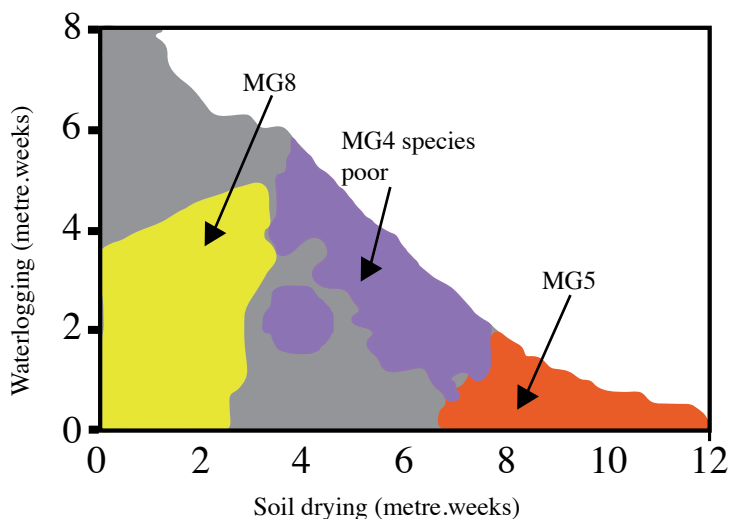 8
MG8
6
MG4 species
poor
4
MG5
2
0
0 2 4 6 8 10 12
Waterlogging (metre.weeks)
Soil drying (metre.weeks)